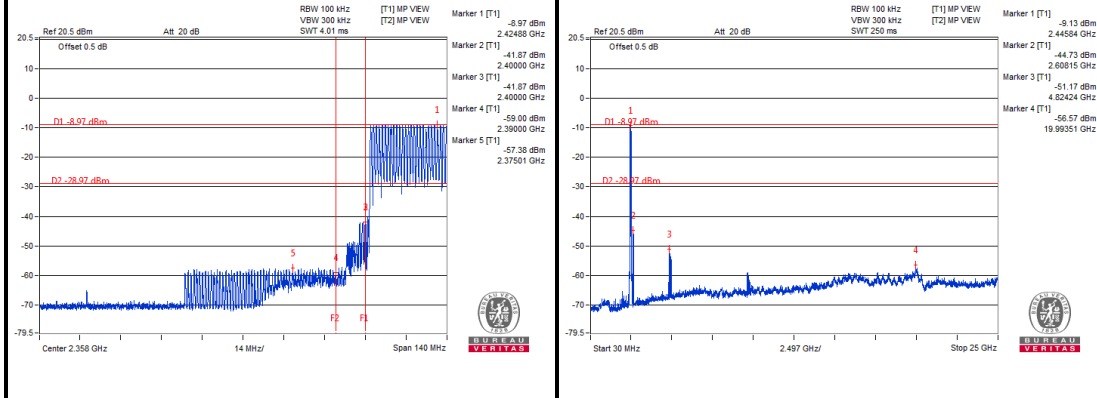 RBW 100 kHz [T1] MP VIEW
VBW 300 kHz [T2] MP VIEW
Ref 20.5 dBm Att 20 dB SWT 4.01 ms
Marker 1 [T1]
-8.97 dBm
2.42488 GHz
Marker 2 [T1]
-41.87 dBm
2.40000 GHz
Marker 3 [T1]
-41.87 dBm
2.40000 GHz
Marker 4 [T1]
-59.00 dBm
2.39000 GHz
Marker 5 [T1]
-57.38 dBm
2.37501 GHz
20.5
Offset 0.5 dB
10
0
1
D1 -8.97 dBm
-10
-20
D2 -28.97 dBm
-30
3
-40
5
4
-50
-60
-70
F2
F1
-79.5
Center 2.358 GHz 14 MHz/ Span 140 MHz
BUREAU VERITAS
1828
BUREAU
VERITAS
RBW 100 kHz [T1] MP VIEW
VBW 300 kHz [T2] MP VIEW
Ref 20.5 dBm Att 20 dB SWT 250 ms
Marker 1 [T1]
-9.13 dBm
2.44584 GHz
Marker 2 [T1]
-44.73 dBm
2.60815 GHz
Marker 3 [T1]
-51.17 dBm
4.82424 GHz
Marker 4 [T1]
-56.57 dBm
19.99351 GHz
20.5
Offset 0.5 dB
10
0
1
D1 -8.97 dBm
-10
-20
D2 -28.97 dBm
-30
2
-40
3
-50
4
-60
-70
-79.5
Start 30 MHz 2.497 GHz/ Stop 25 GHz
BUREAU VERITAS
1828
BUREAU
VERITAS